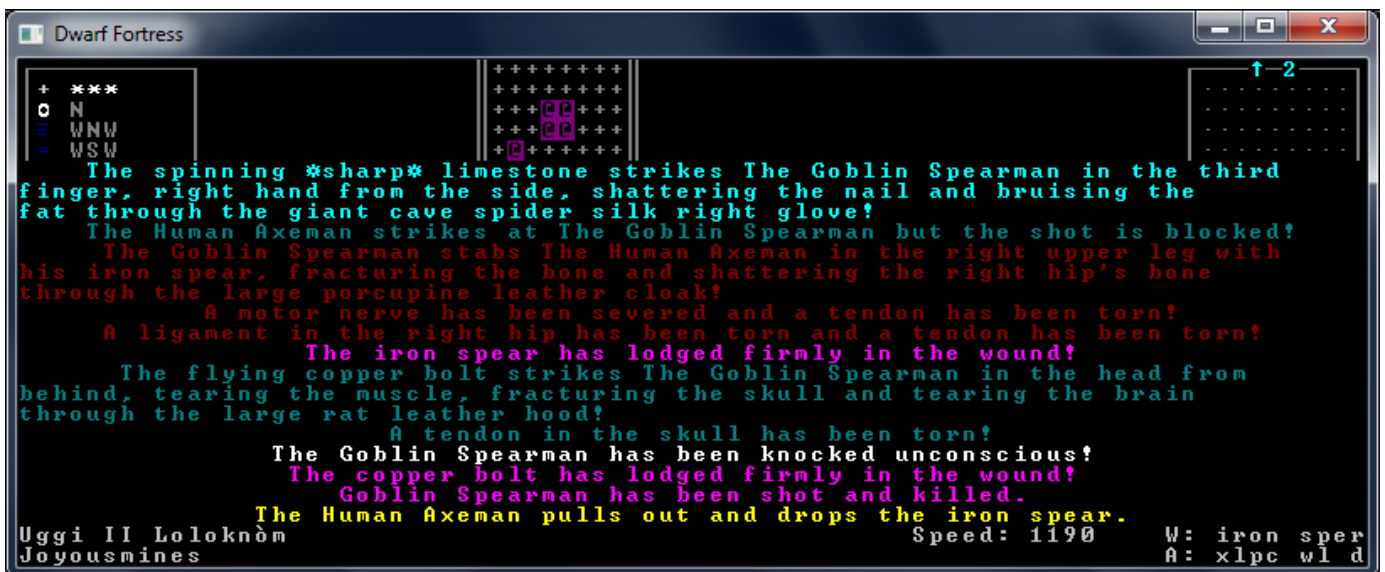 Dwarf Fortress
+ ***
N
WNW
WSW
↑ 2
The spinning *sharp* limestone strikes The Goblin Spearman in the third
finger, right hand from the side, shattering the nail and bruising the
fat through the giant cave spider silk right glove!
The Human Axeman strikes at The Goblin Spearman but the shot is blocked!
The Goblin Spearman stabs The Human Axeman in the right upper leg with
his iron spear, fracturing the bone and shattering the right hip's bone
through the large porcupine leather cloak!
A motor nerve has been severed and a tendon has been torn!
A ligament in the right hip has been torn and a tendon has been torn!
The iron spear has lodged firmly in the wound!
The flying copper bolt strikes The Goblin Spearman in the head from
behind, tearing the muscle, fracturing the skull and tearing the brain
through the large rat leather hood!
A tendon in the skull has been torn!
The Goblin Spearman has been knocked unconscious!
The copper bolt has lodged firmly in the wound!
Goblin Spearman has been shot and killed.
The Human Axeman pulls out and drops the iron spear.
Uggi II Loloknòm Speed: 1190 W: iron sper
Joyousmines A: xlpc wl d